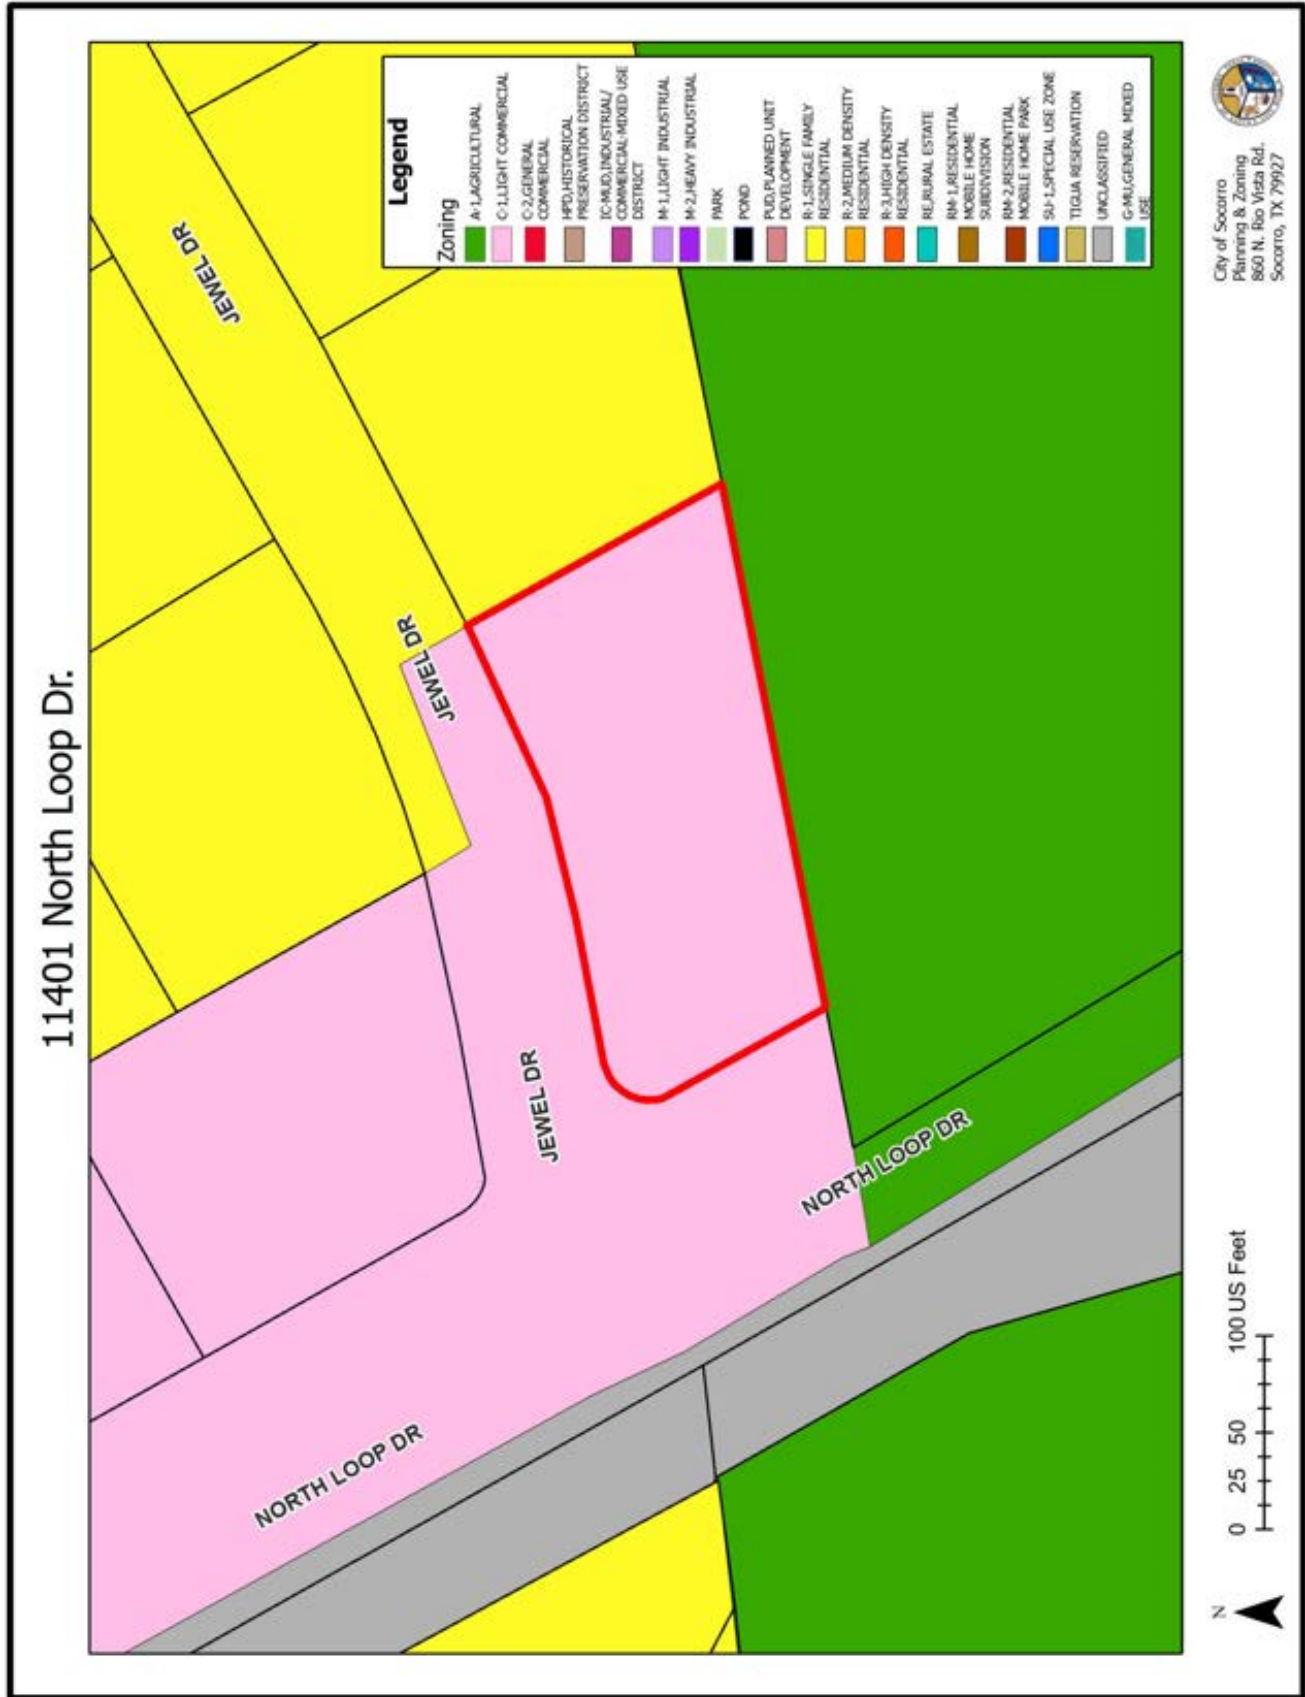 11401 North Loop Dr.
JEWEL DR
JEWEL DR
JEWEL DR
NORTH LOOP DR
NORTH LOOP DR
Legend
Zoning
A-1,AGRICULTURAL
C-1,LIGHT COMMERCIAL
C-2,GENERAL
COMMERCIAL
HPD,HISTORICAL
PRESERVATION DISTRICT
IC-MUD,INDUSTRIAL/
COMMERCIAL-MIXED USE
DISTRICT
M-1,LIGHT INDUSTRIAL
M-2,HEAVY INDUSTRIAL
PARK
POND
PUD,PLANNED UNIT
DEVELOPMENT
R-1,SINGLE FAMILY
RESIDENTIAL
R-2,MEDIUM DENSITY
RESIDENTIAL
R-3,HIGH DENSITY
RESIDENTIAL
RE,RURAL ESTATE
RM-1,RESIDENTIAL
MOBILE HOME
SUBDIVISION
RM-2,RESIDENTIAL
MOBILE HOME PARK
SU-1,SPECIAL USE ZONE
TIGUA RESERVATION
UNCLASSIFIED
G-MU,GENERAL MIXED
USE
N
0 25 50 100 US Feet
City of Socorro
Planning & Zoning
860 N. Rio Vista Rd.
Socorro, TX 79927